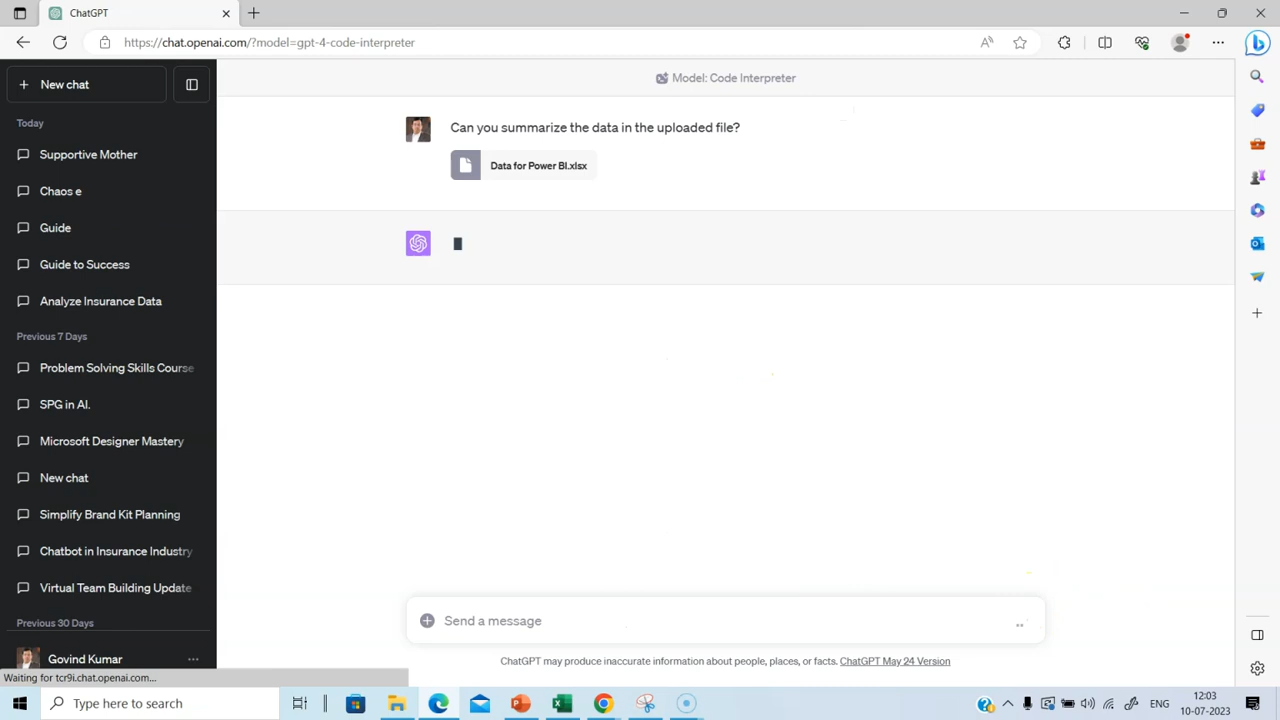 ChatGPT
https://chat.openai.com/?model=gpt-4-code-interpreter
New chat
Today
Supportive Mother
Chaos e
Guide
Guide to Success
Analyze Insurance Data
Previous 7 Days
Problem Solving Skills Course
SPG in AI.
Microsoft Designer Mastery
New chat
Simplify Brand Kit Planning
Chatbot in Insurance Industry
Virtual Team Building Update
Previous 30 Days
Govind Kumar
Waiting for tcr9i.chat.openai.com...
Model: Code Interpreter
Can you summarize the data in the uploaded file?
Data for Power BI.xlsx
Send a message
ChatGPT may produce inaccurate information about people, places, or facts. ChatGPT May 24 Version
Type here to search
ENG
12:03
10-07-2023